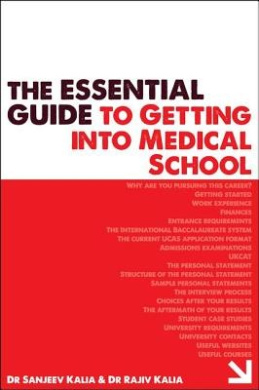 THE ESSENTIAL
GUIDE TO GETTING
INTO MEDICAL
SCHOOL
WHY ARE YOU PURSUING THIS CAREER?
GETTING STARTED
WORK EXPERIENCE
FINANCES
ENTRANCE REQUIREMENTS
THE INTERNATIONAL BACCALAUREATE SYSTEM
THE CURRENT UCAS APPLICATION FORMAT
ADMISSIONS EXAMINATIONS
UKCAT
THE PERSONAL STATEMENT
STRUCTURE OF THE PERSONAL STATEMENT
SAMPLE PERSONAL STATEMENTS
THE INTERVIEW PROCESS
CHOICES AFTER YOUR RESULTS
THE AFTERMATH OF YOUR RESULTS
STUDENT CASE STUDIES
UNIVERSITY REQUIREMENTS
UNIVERSITY CONTACTS
USEFUL WEBSITES
USEFUL COURSES
DR SANJEEV KALIA & DR RAJIV KALIA